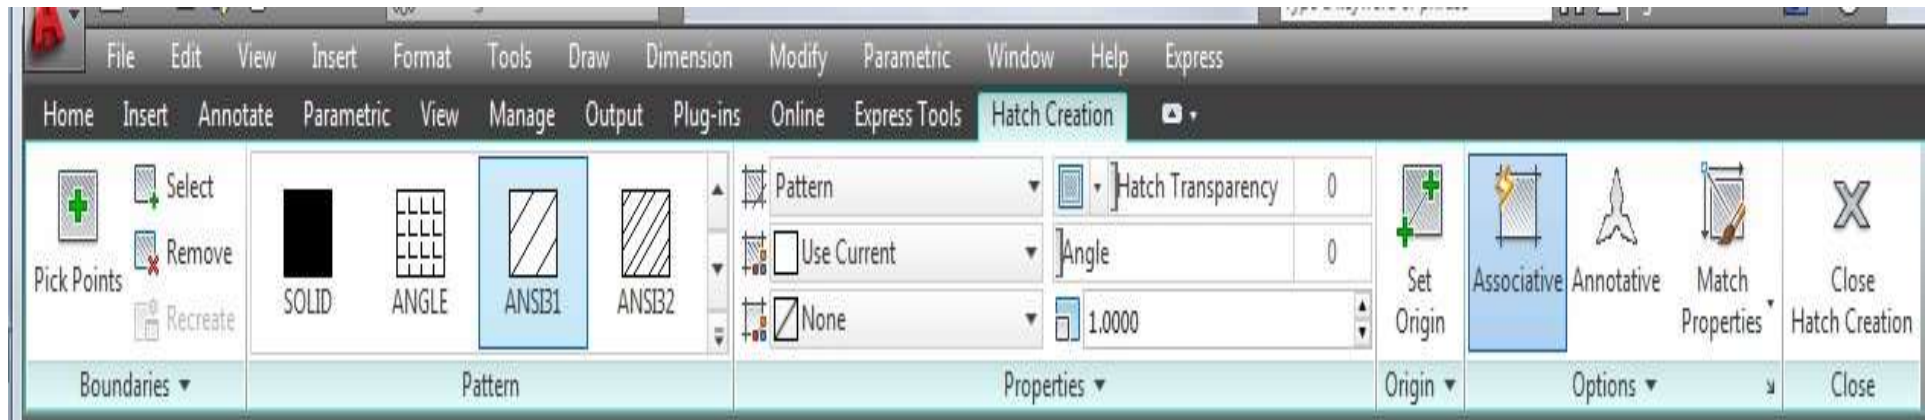 File Edit View Insert Format Tools Draw Dimension Modify Parametric Window Help Express
Home Insert Annotate Parametric View Manage Output Plug-ins Online Express Tools Hatch Creation
Pick Points
Select
Remove
Recreate
Boundaries
SOLID ANGLE ANSI31 ANSI32
Pattern
Pattern
Use Current
None
Hatch Transparency 0
Angle 0
1.0000
Properties
Set
Origin
Origin
Associative Annotative
Match
Properties
Options
Close
Hatch Creation
Close